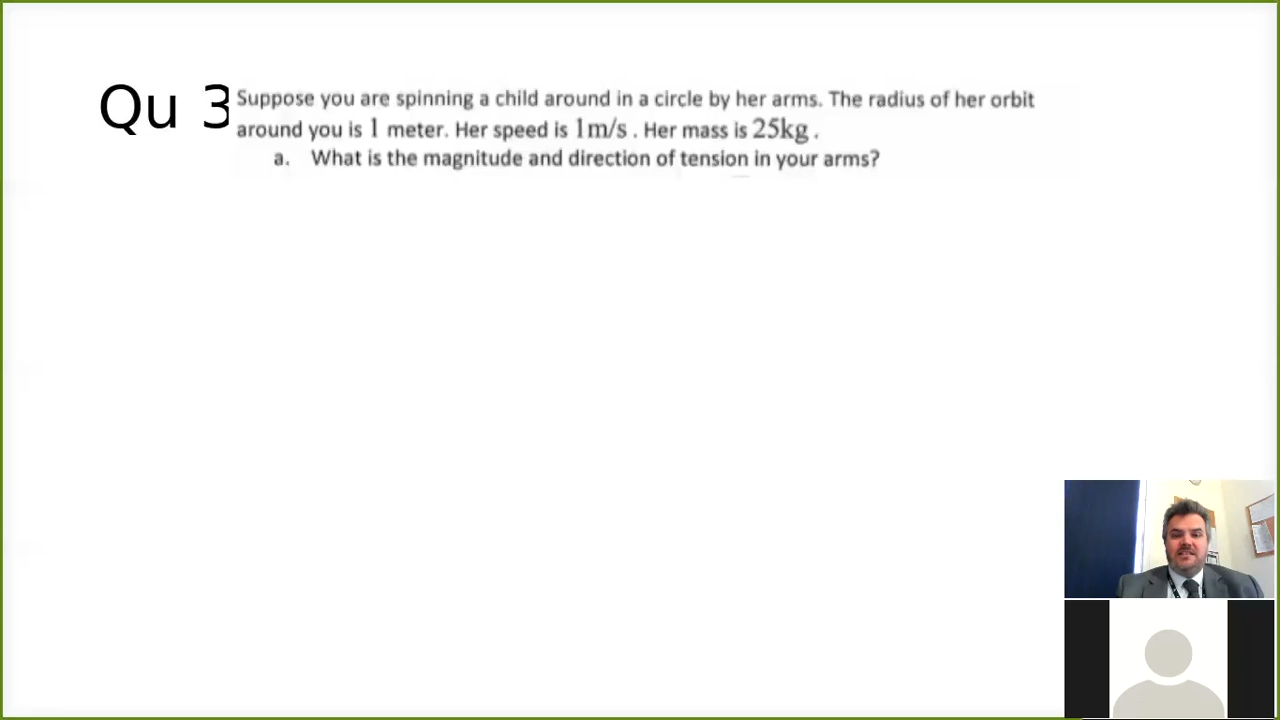 Qu 3
Suppose you are spinning a child around in a circle by her arms. The radius of her orbit
around you is 1 meter. Her speed is 1m/s . Her mass is 25kg .
a. What is the magnitude and direction of tension in your arms?